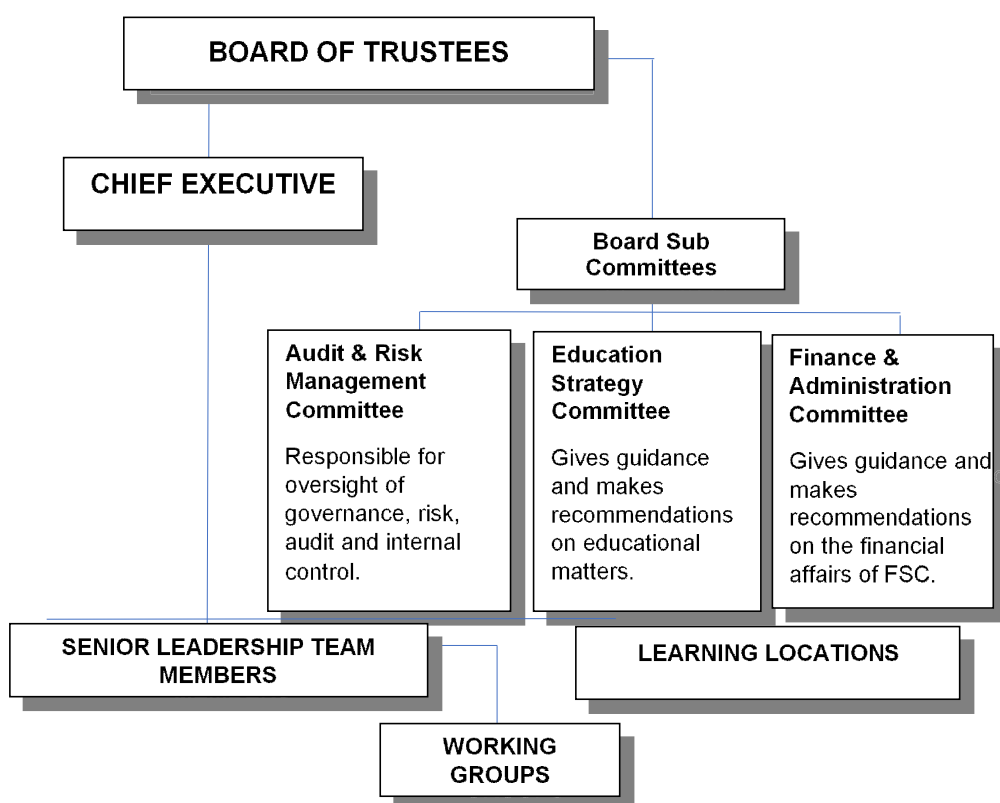 BOARD OF TRUSTEES
CHIEF EXECUTIVE
Board Sub
Committees
Audit & Risk
Management
Committee
Responsible for
oversight of
governance, risk,
audit and internal
control.
Education
Strategy
Committee
Gives guidance
and makes
recommendations
on educational
matters.
Finance &
Administration
Committee
Gives guidance and
makes
recommendations
on the financial
affairs of FSC.
SENIOR LEADERSHIP TEAM
MEMBERS
LEARNING LOCATIONS
WORKING
GROUPS